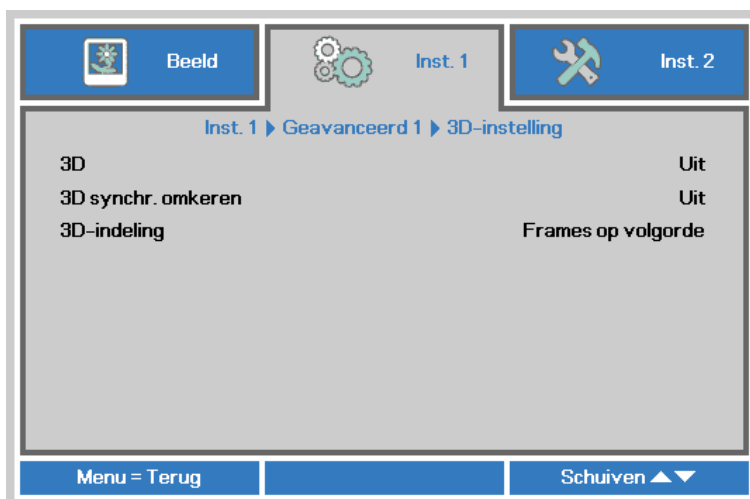 Beeld
Inst. 1
Inst. 2
Inst. 1 ▶ Geavanceerd 1 ▶ 3D-instelling
3D Uit
3D synchr. omkeren Uit
3D-indeling Frames op volgorde
Menu = Terug
Schuiven ▲▼